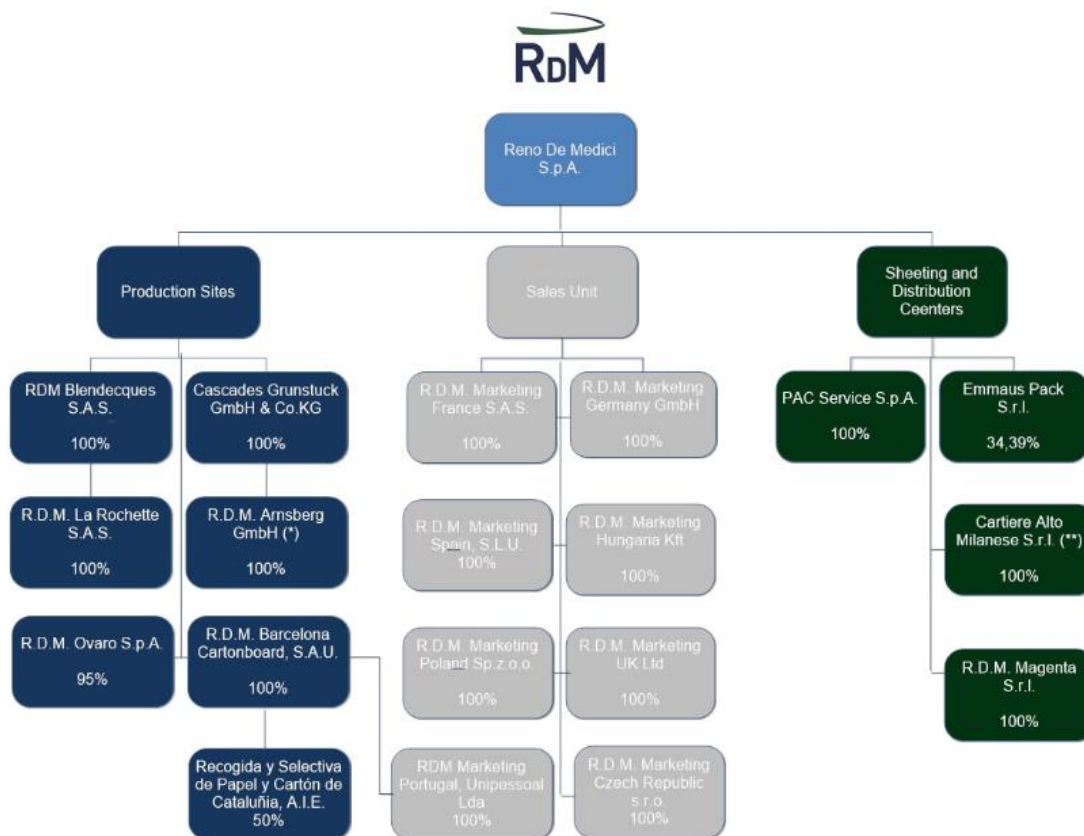 RDM
Reno De Medici
S.p.A.
Production Sites
Sales Unit
Sheeting and
Distribution
Ceenters
RDM Blendecques
S.A.S.
100%
Cascades Grunstuck
GmbH & Co.KG
100%
R.D.M. Marketing
France S.A.S.
100%
R.D.M. Marketing
Germany GmbH
100%
PAC Service S.p.A.
100%
Emmaus Pack
S.r.l.
34,39%
R.D.M. La Rochette
S.A.S.
100%
R.D.M. Arnsberg
GmbH (*)
100%
R.D.M. Marketing
Spain, S.L.U.
100%
R.D.M. Marketing
Hungaria Kft
100%
Cartiere Alto
Milanese S.r.l. (**)
100%
R.D.M. Ovaro S.p.A.
95%
R.D.M. Barcelona
Cartonboard, S.A.U.
100%
R.D.M. Marketing
Poland Sp.z.o.o.
100%
R.D.M. Marketing
UK Ltd
100%
R.D.M. Magenta
S.r.l.
100%
Recogida y Selectiva
de Papel y Cartón de
Cataluñia, A.I.E.
50%
RDM Marketing
Portugal, Unipessoal
Lda
100%
R.D.M. Marketing
Czech Republic
s.r.o.
100%